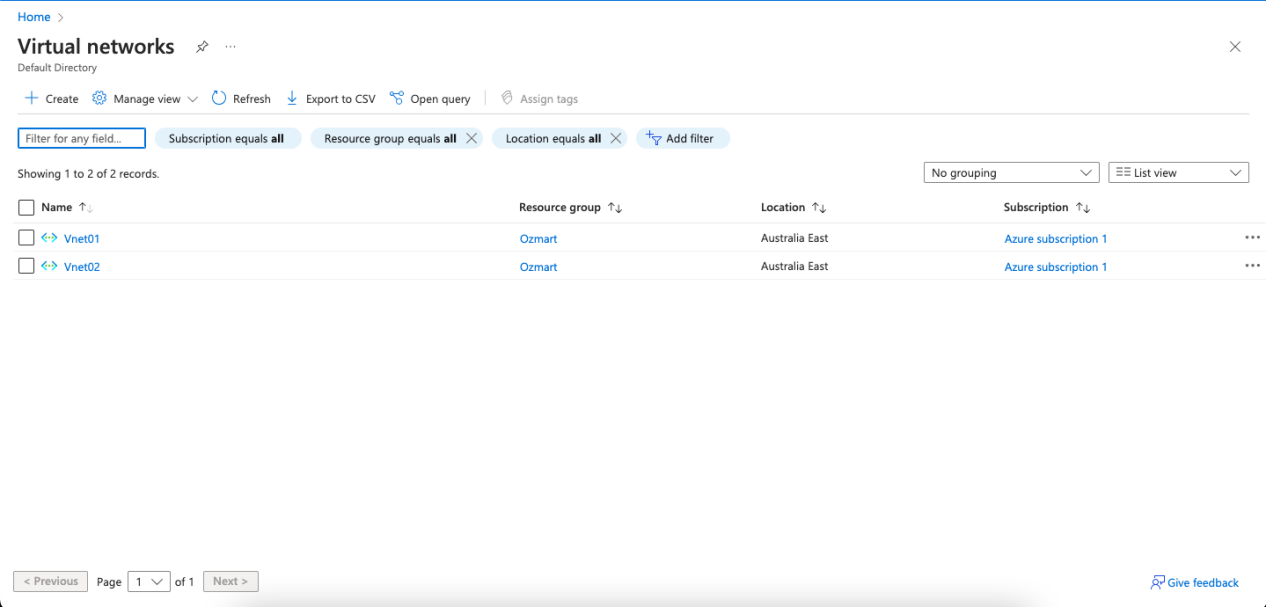 Home
Virtual networks
Default Directory
Create Manage view Refresh Export to CSV Open query Assign tags
Filter for any field... Subscription equals all Resource group equals all Location equals all Add filter
Showing 1 to 2 of 2 records. No grouping List view
Name Resource group Location Subscription
Vnet01 Ozmart Australia East Azure subscription 1
Vnet02 Ozmart Australia East Azure subscription 1
< Previous Page 1 of 1 Next > Give feedback